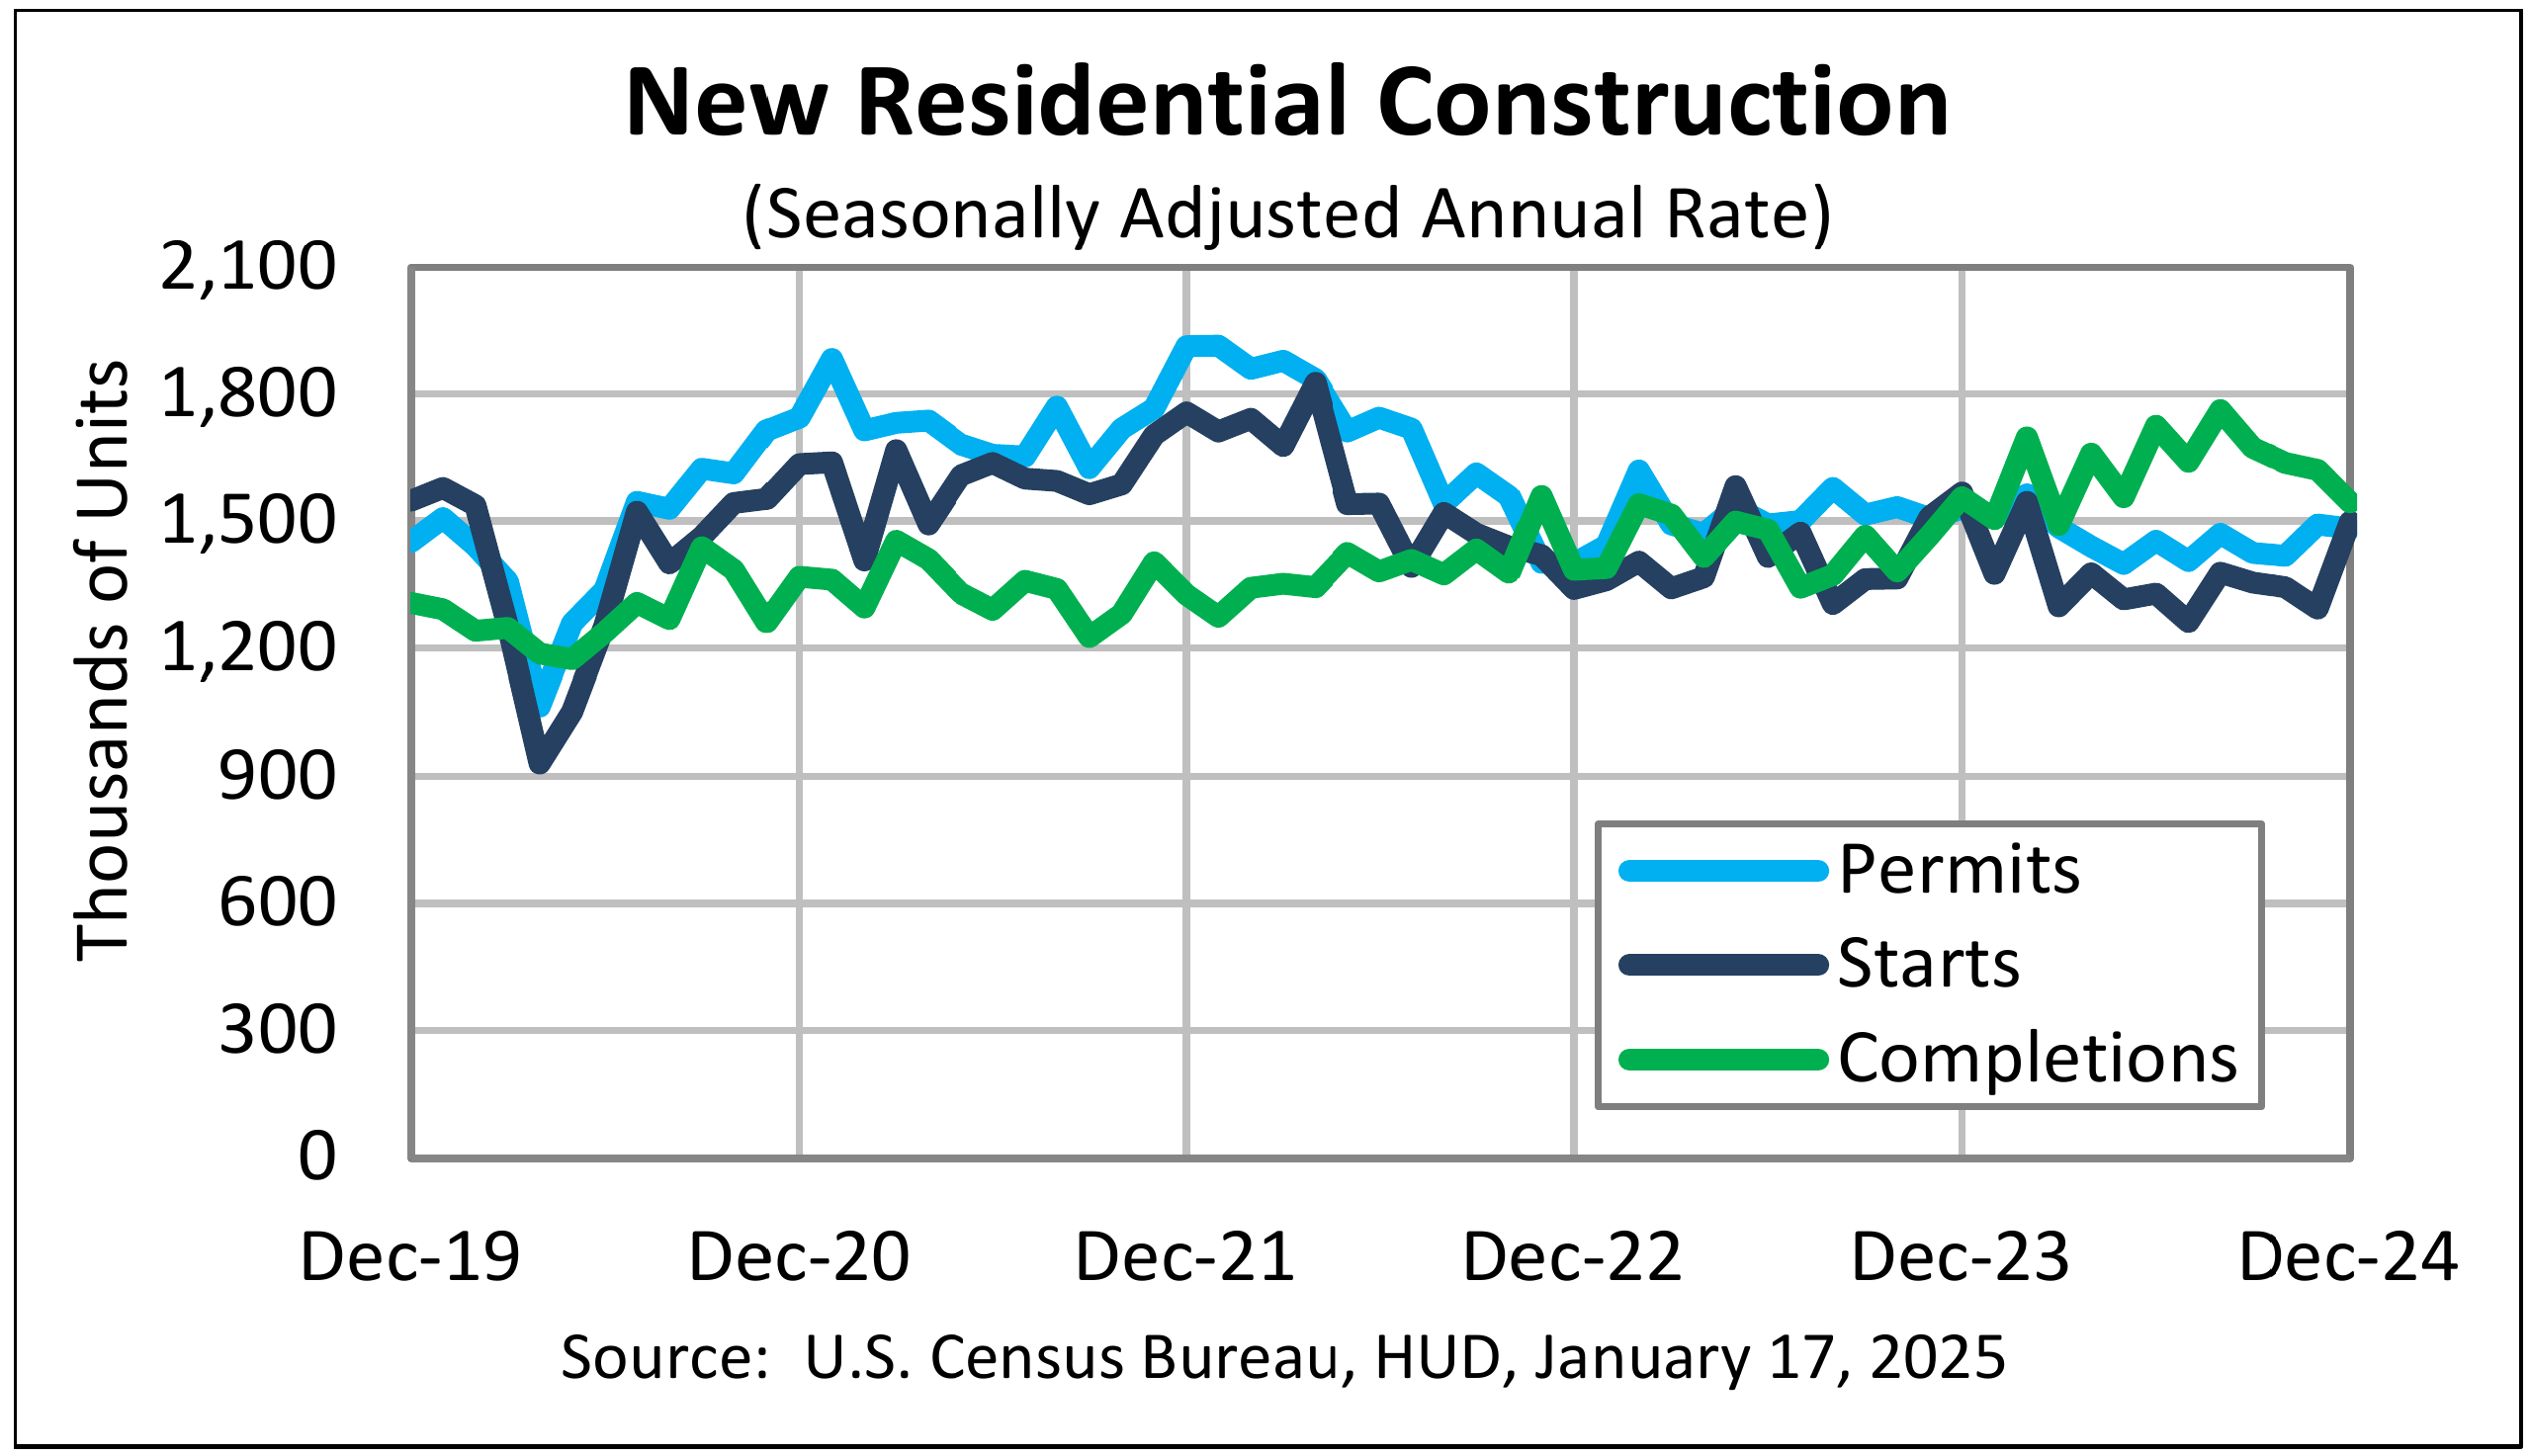 New Residential Construction
(Seasonally Adjusted Annual Rate)
Thousands of Units
2,100
1,800
1,500
1,200
900
600
300
0
Permits
Starts
Completions
Dec-19
Dec-20
Dec-21
Dec-22
Dec-23
Dec-24
Source:  U.S. Census Bureau, HUD, January 17, 2025